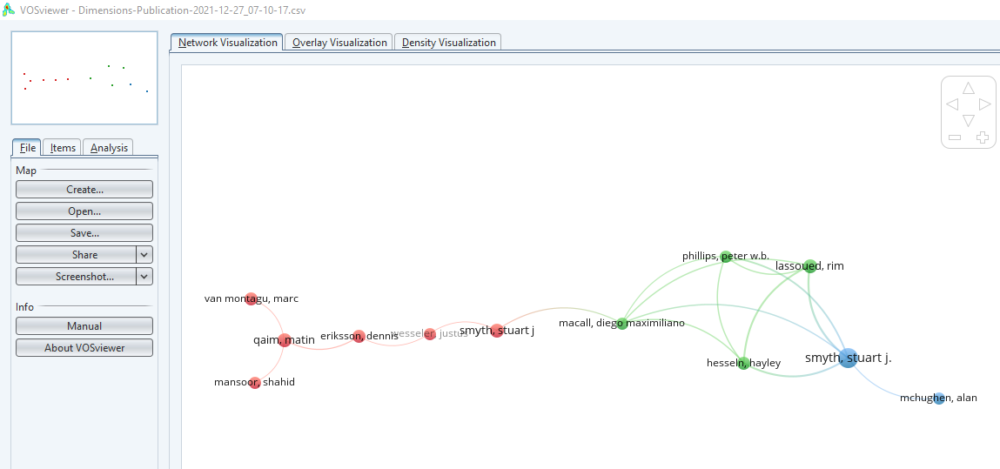 VOSviewer - Dimensions-Publication-2021-12-27_07-10-17.csv
Network Visualization Overlay Visualization Density Visualization
File Items Analysis
Map
Create...
Open...
Save...
Share
Screenshot...
Info
Manual
About VOSviewer
phillips, peter w.b.
lassoued, rim
van montagu, marc
macall, diego maximiliano
smyth, stuart j
wesseler, justus
eriksson, dennis
qaim, matin
smyth, stuart j.
hesseln, hayley
mansoor, shahid
mchughen, alan